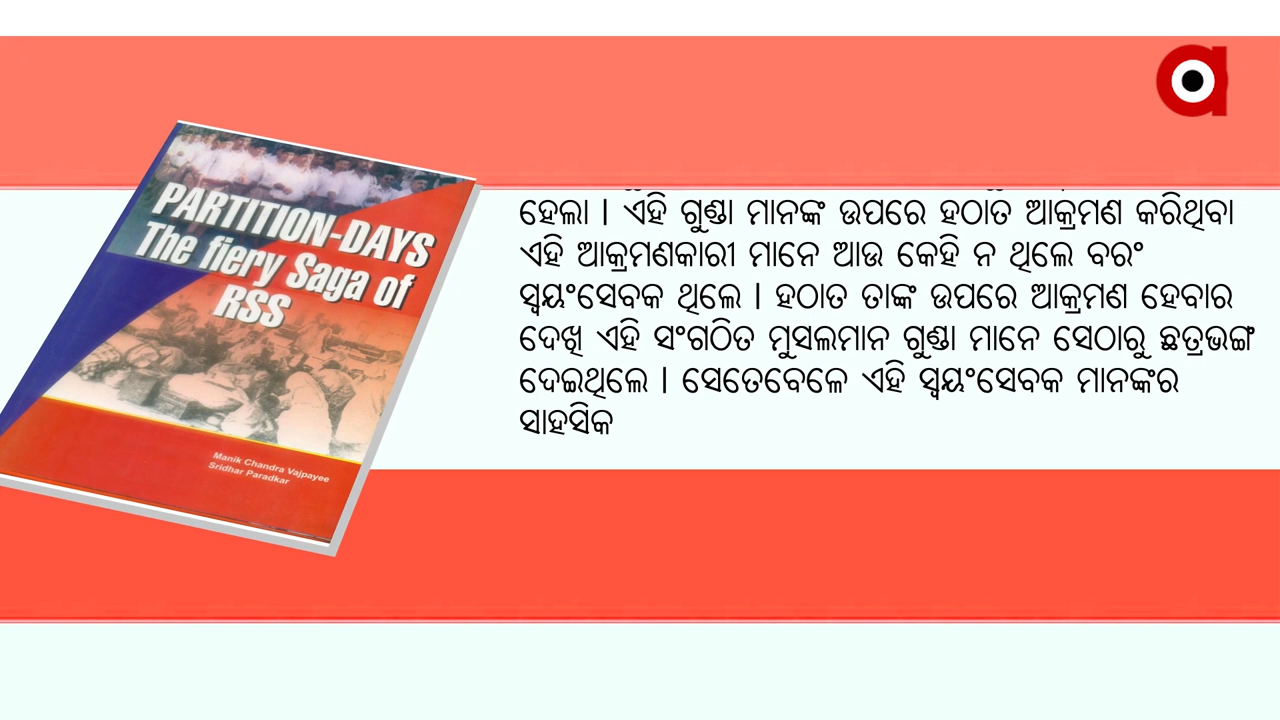 PARTITION-DAYS
The fiery Saga of
RSS
Manik Chandra Vajpayee
Sridhar Paradkar
ହେଲା । ଏହି ଗୁଣ୍ଡା ମାନଙ୍କ ଉପରେ ହଠାତ ଆକ୍ରମଣ କରିଥିବା
ଏହି ଆକ୍ରମଣକାରୀ ମାନେ ଆଉ କେହି ନ ଥିଲେ ବରଂ
ସ୍ୱୟଂସେବକ ଥିଲେ । ହଠାତ ତାଙ୍କ ଉପରେ ଆକ୍ରମଣ ହେବାର
ଦେଖି ଏହି ସଂଗଠିତ ମୁସଲମାନ ଗୁଣ୍ଡା ମାନେ ସେଠାରୁ ଛତ୍ରଭଙ୍ଗ
ଦେଇଥିଲେ । ସେତେବେଳେ ଏହି ସ୍ୱୟଂସେବକ ମାନଙ୍କର
ସାହସିକ